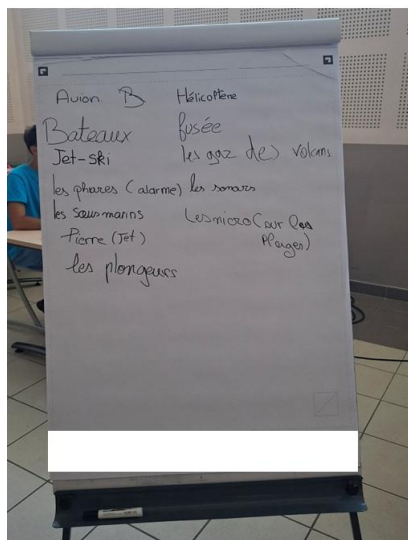 Avion B Hélicoptère
Bateaux fusée
Jet-ski les gaz des volcans
les phares (alarme) les sonars
les sous marins Les micro (sur les plages)
Pierre (Jet)
les plongeurs